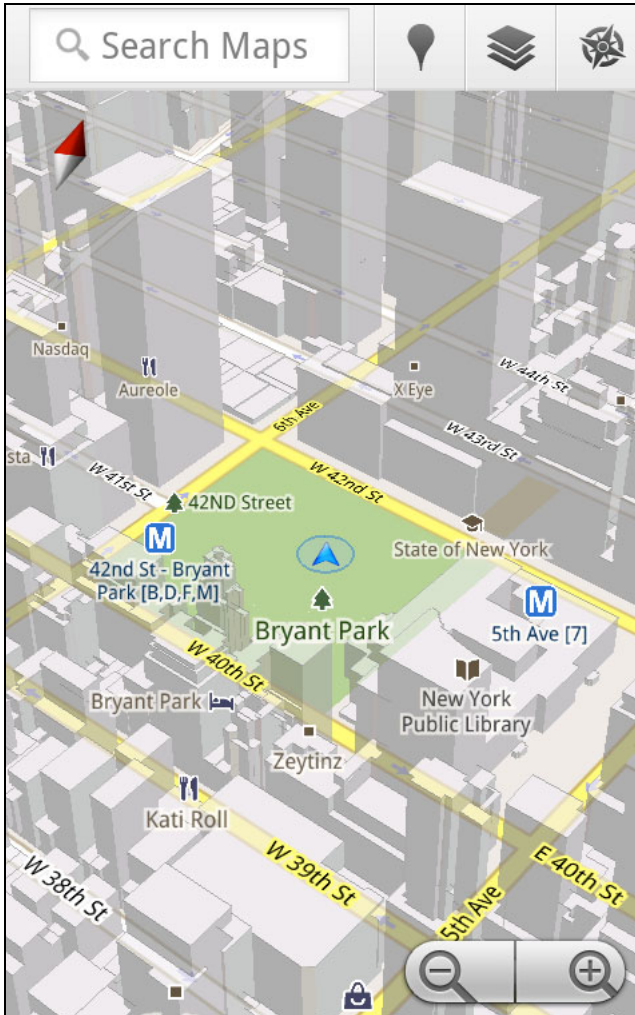 Search Maps
Nasdaq
Aureole
X Eye
W 44th St
6th Ave
W 43rd St
sta
W 41st St
W 42nd St
42ND Street
State of New York
42nd St - Bryant
Park [B,D,F,M]
Bryant Park
5th Ave [7]
W 40th St
Bryant Park
New York
Public Library
Zeytinz
Kati Roll
W 39th St
E 40th St
W 38th St
5th Ave